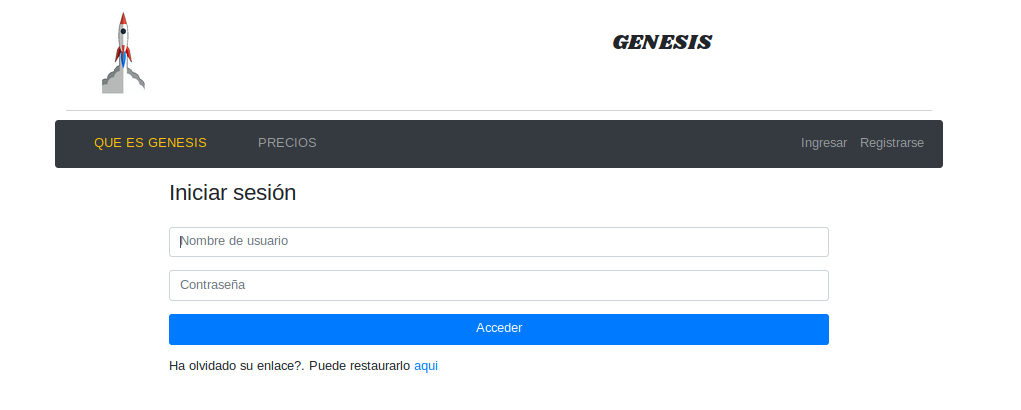 GENESIS
QUE ES GENESIS PRECIOS Ingresar Registrarse
Iniciar sesión
Nombre de usuario
Contraseña
Acceder
Ha olvidado su enlace?. Puede restaurarlo aqui